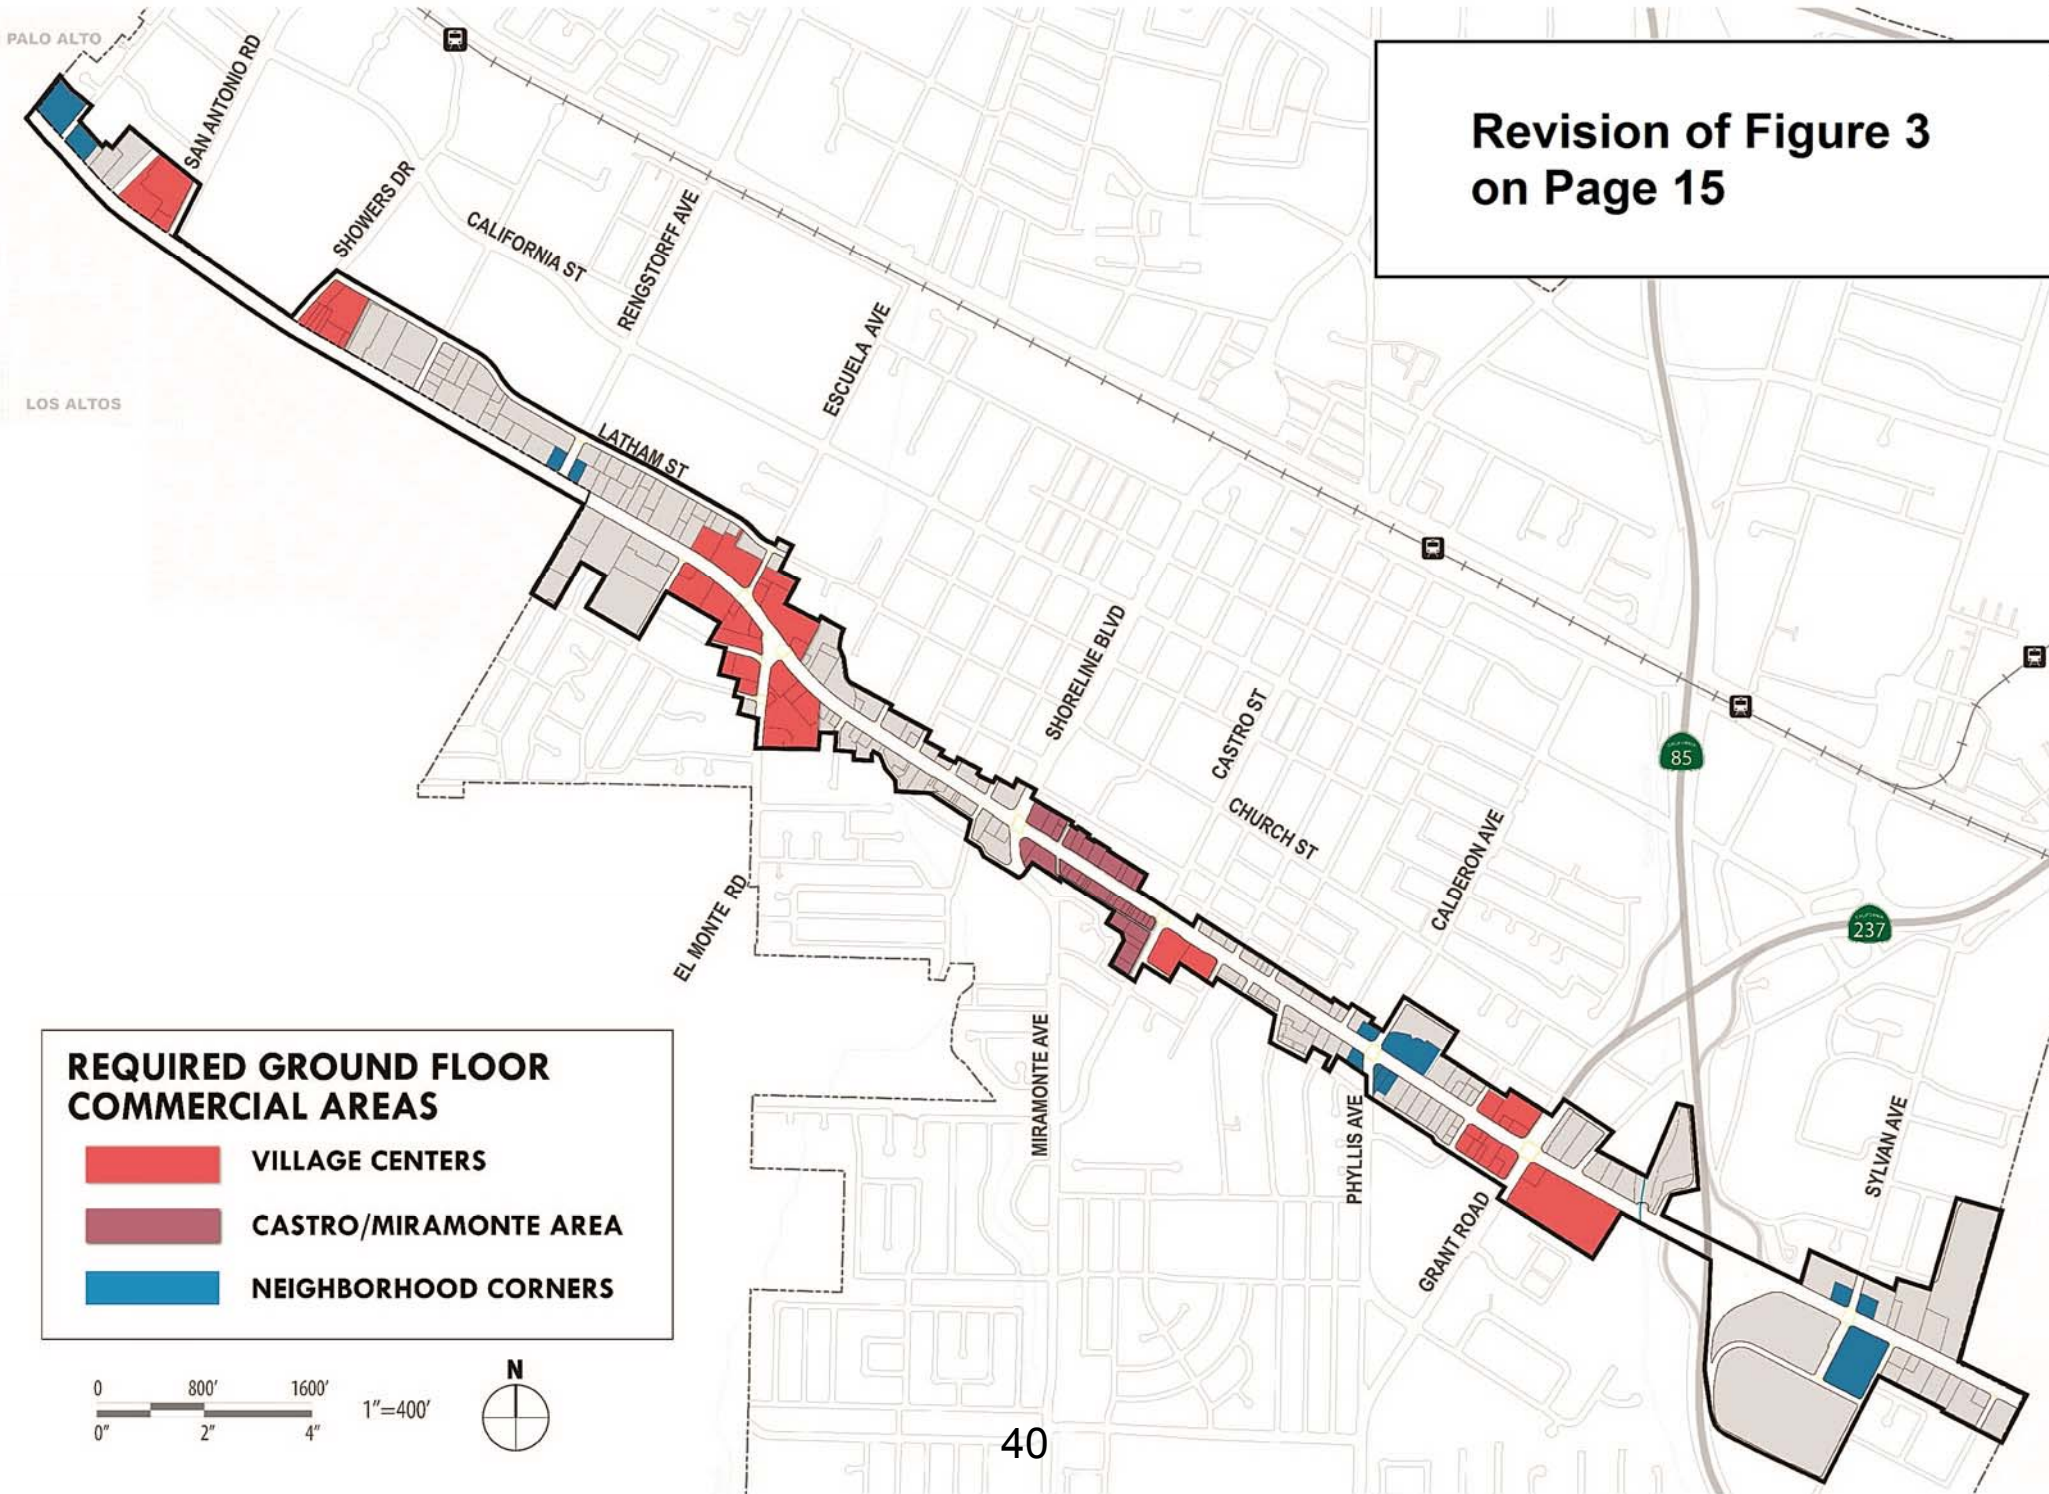 PALO ALTO
SAN ANTONIO RD
Revision of Figure 3
on Page 15
SHOWERS DR
CALIFORNIA ST
RENGSTORFF AVE
ESCUELA AVE
LOS ALTOS
LATHAM ST
SHORELINE BLVD
CASTRO ST
CHURCH ST
CALDERON AVE
85
237
EL MONTE RD
MIRAMONTE AVE
PHYLLIS AVE
GRANT ROAD
SYLVAN AVE
REQUIRED GROUND FLOOR
COMMERCIAL AREAS
VILLAGE CENTERS
CASTRO/MIRAMONTE AREA
NEIGHBORHOOD CORNERS
0 800' 1600'
0" 2" 4"
1"=400'
N
40